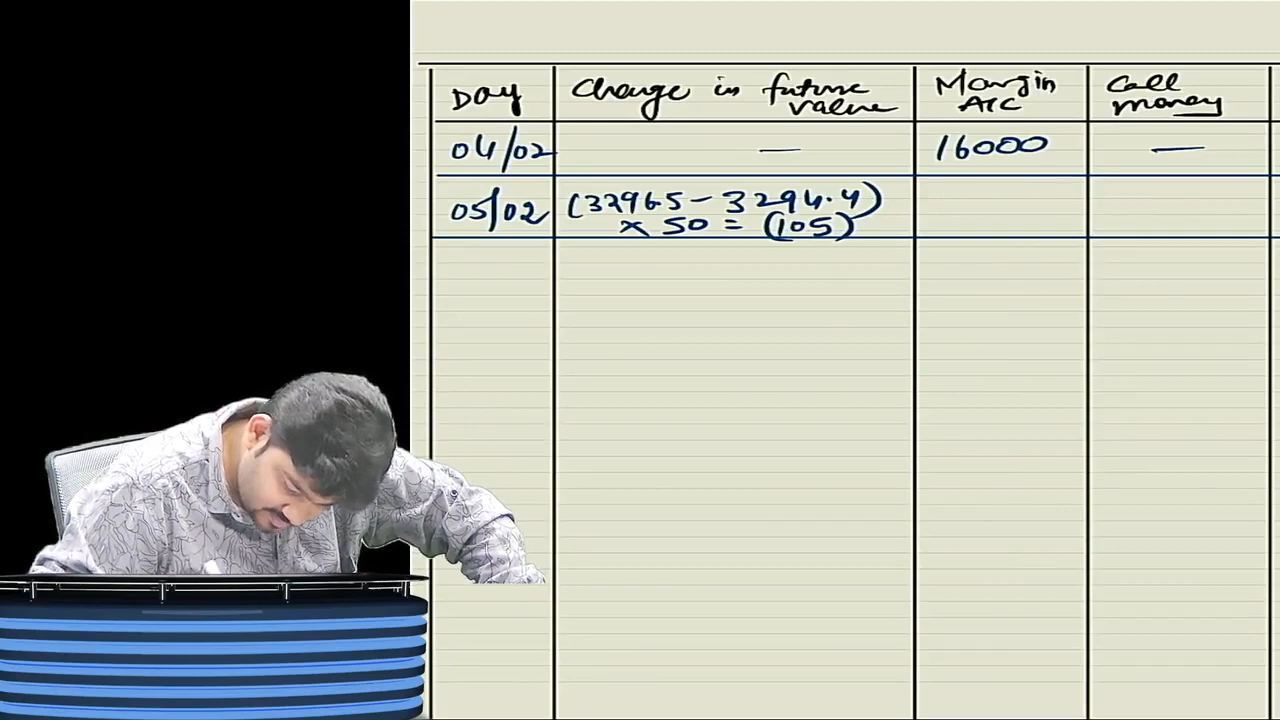 Day Change in future value Margin A/C Call money
04/02 — 16000 —
05/02 (3296.5 - 3294.4)
x 50 = (105)